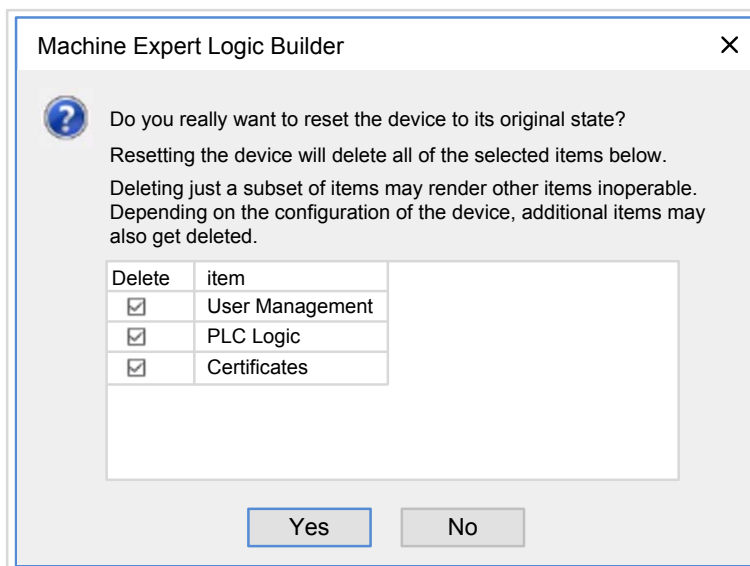 Machine Expert Logic Builder
Do you really want to reset the device to its original state?
Resetting the device will delete all of the selected items below.
Deleting just a subset of items may render other items inoperable.
Depending on the configuration of the device, additional items may
also get deleted.
Delete item
User Management
PLC Logic
Certificates
Yes No